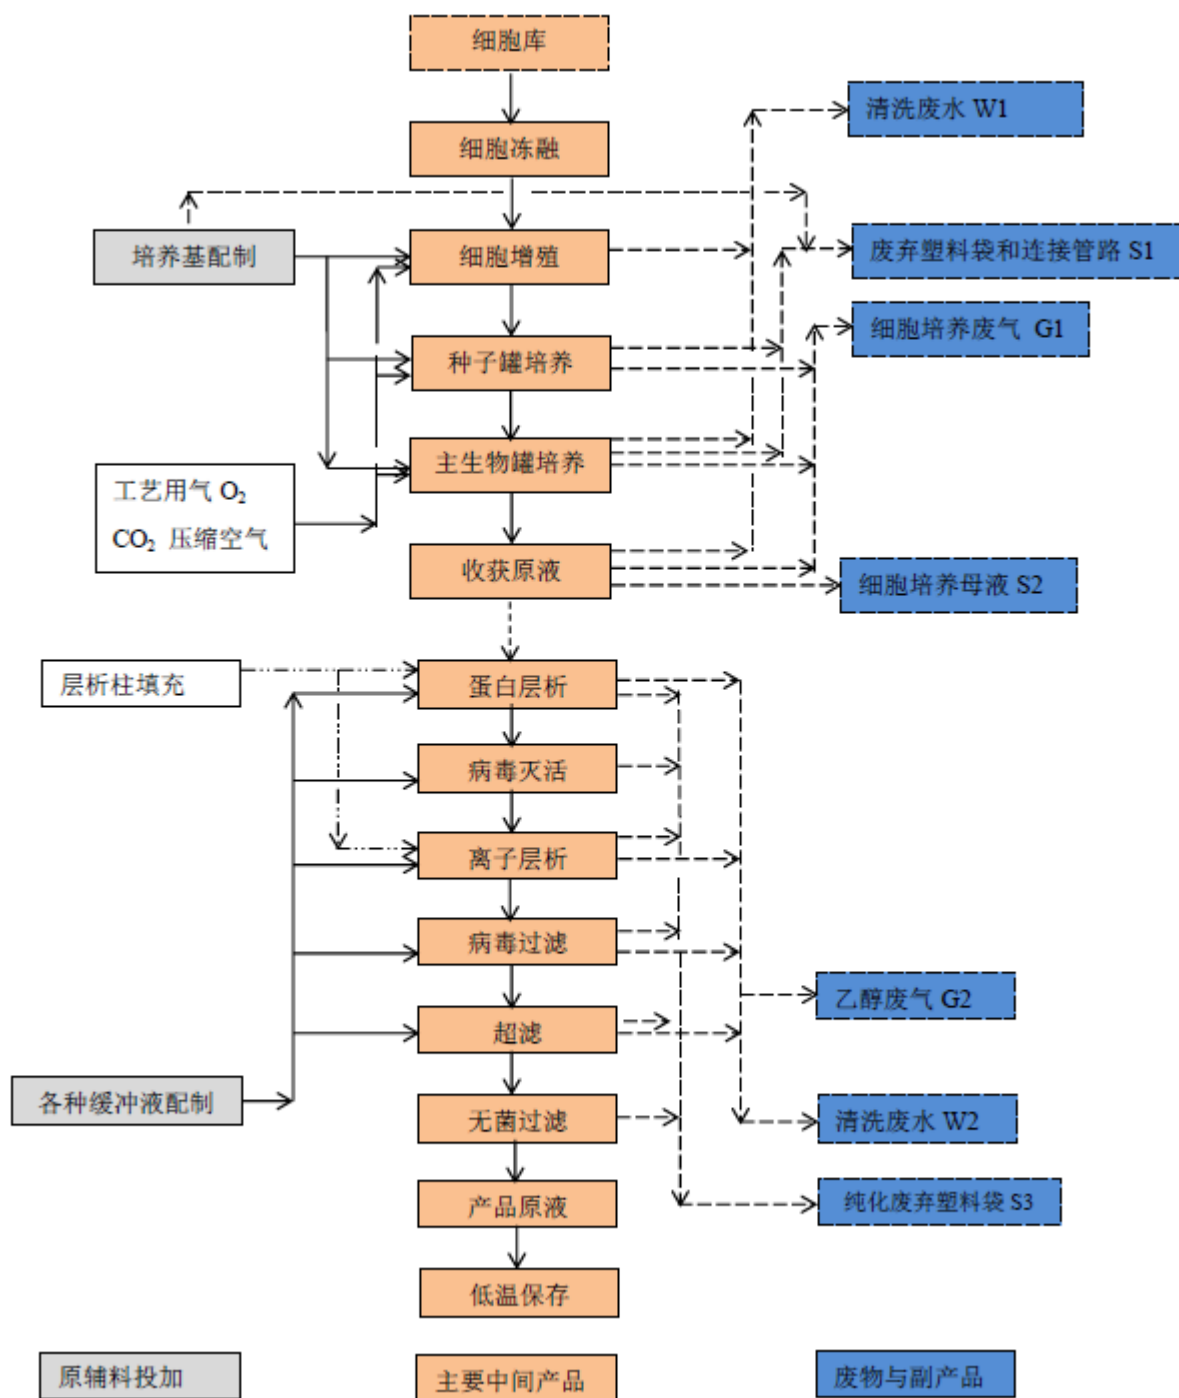 细胞库
清洗废水 W1
细胞冻融
培养基配制
细胞增殖
废弃塑料袋和连接管路 S1
细胞培养废气 G1
种子罐培养
主生物罐培养
工艺用气 O₂
CO₂ 压缩空气
收获原液
细胞培养母液 S2
层析柱填充
蛋白层析
病毒灭活
离子层析
病毒过滤
乙醇废气 G2
超滤
各种缓冲液配制
无菌过滤
清洗废水 W2
产品原液
纯化废弃塑料袋 S3
低温保存
原辅料投加
主要中间产品
废物与副产品